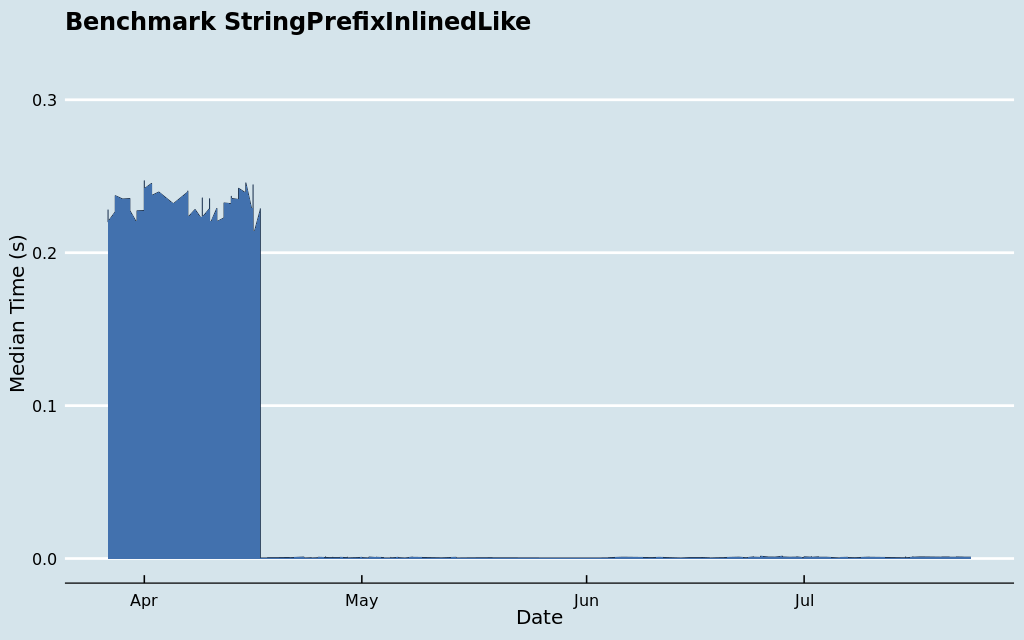 Benchmark StringPrefixInlinedLike
0.3
0.2
0.1
0.0
Median Time (s)
Apr May Jun Jul
Date